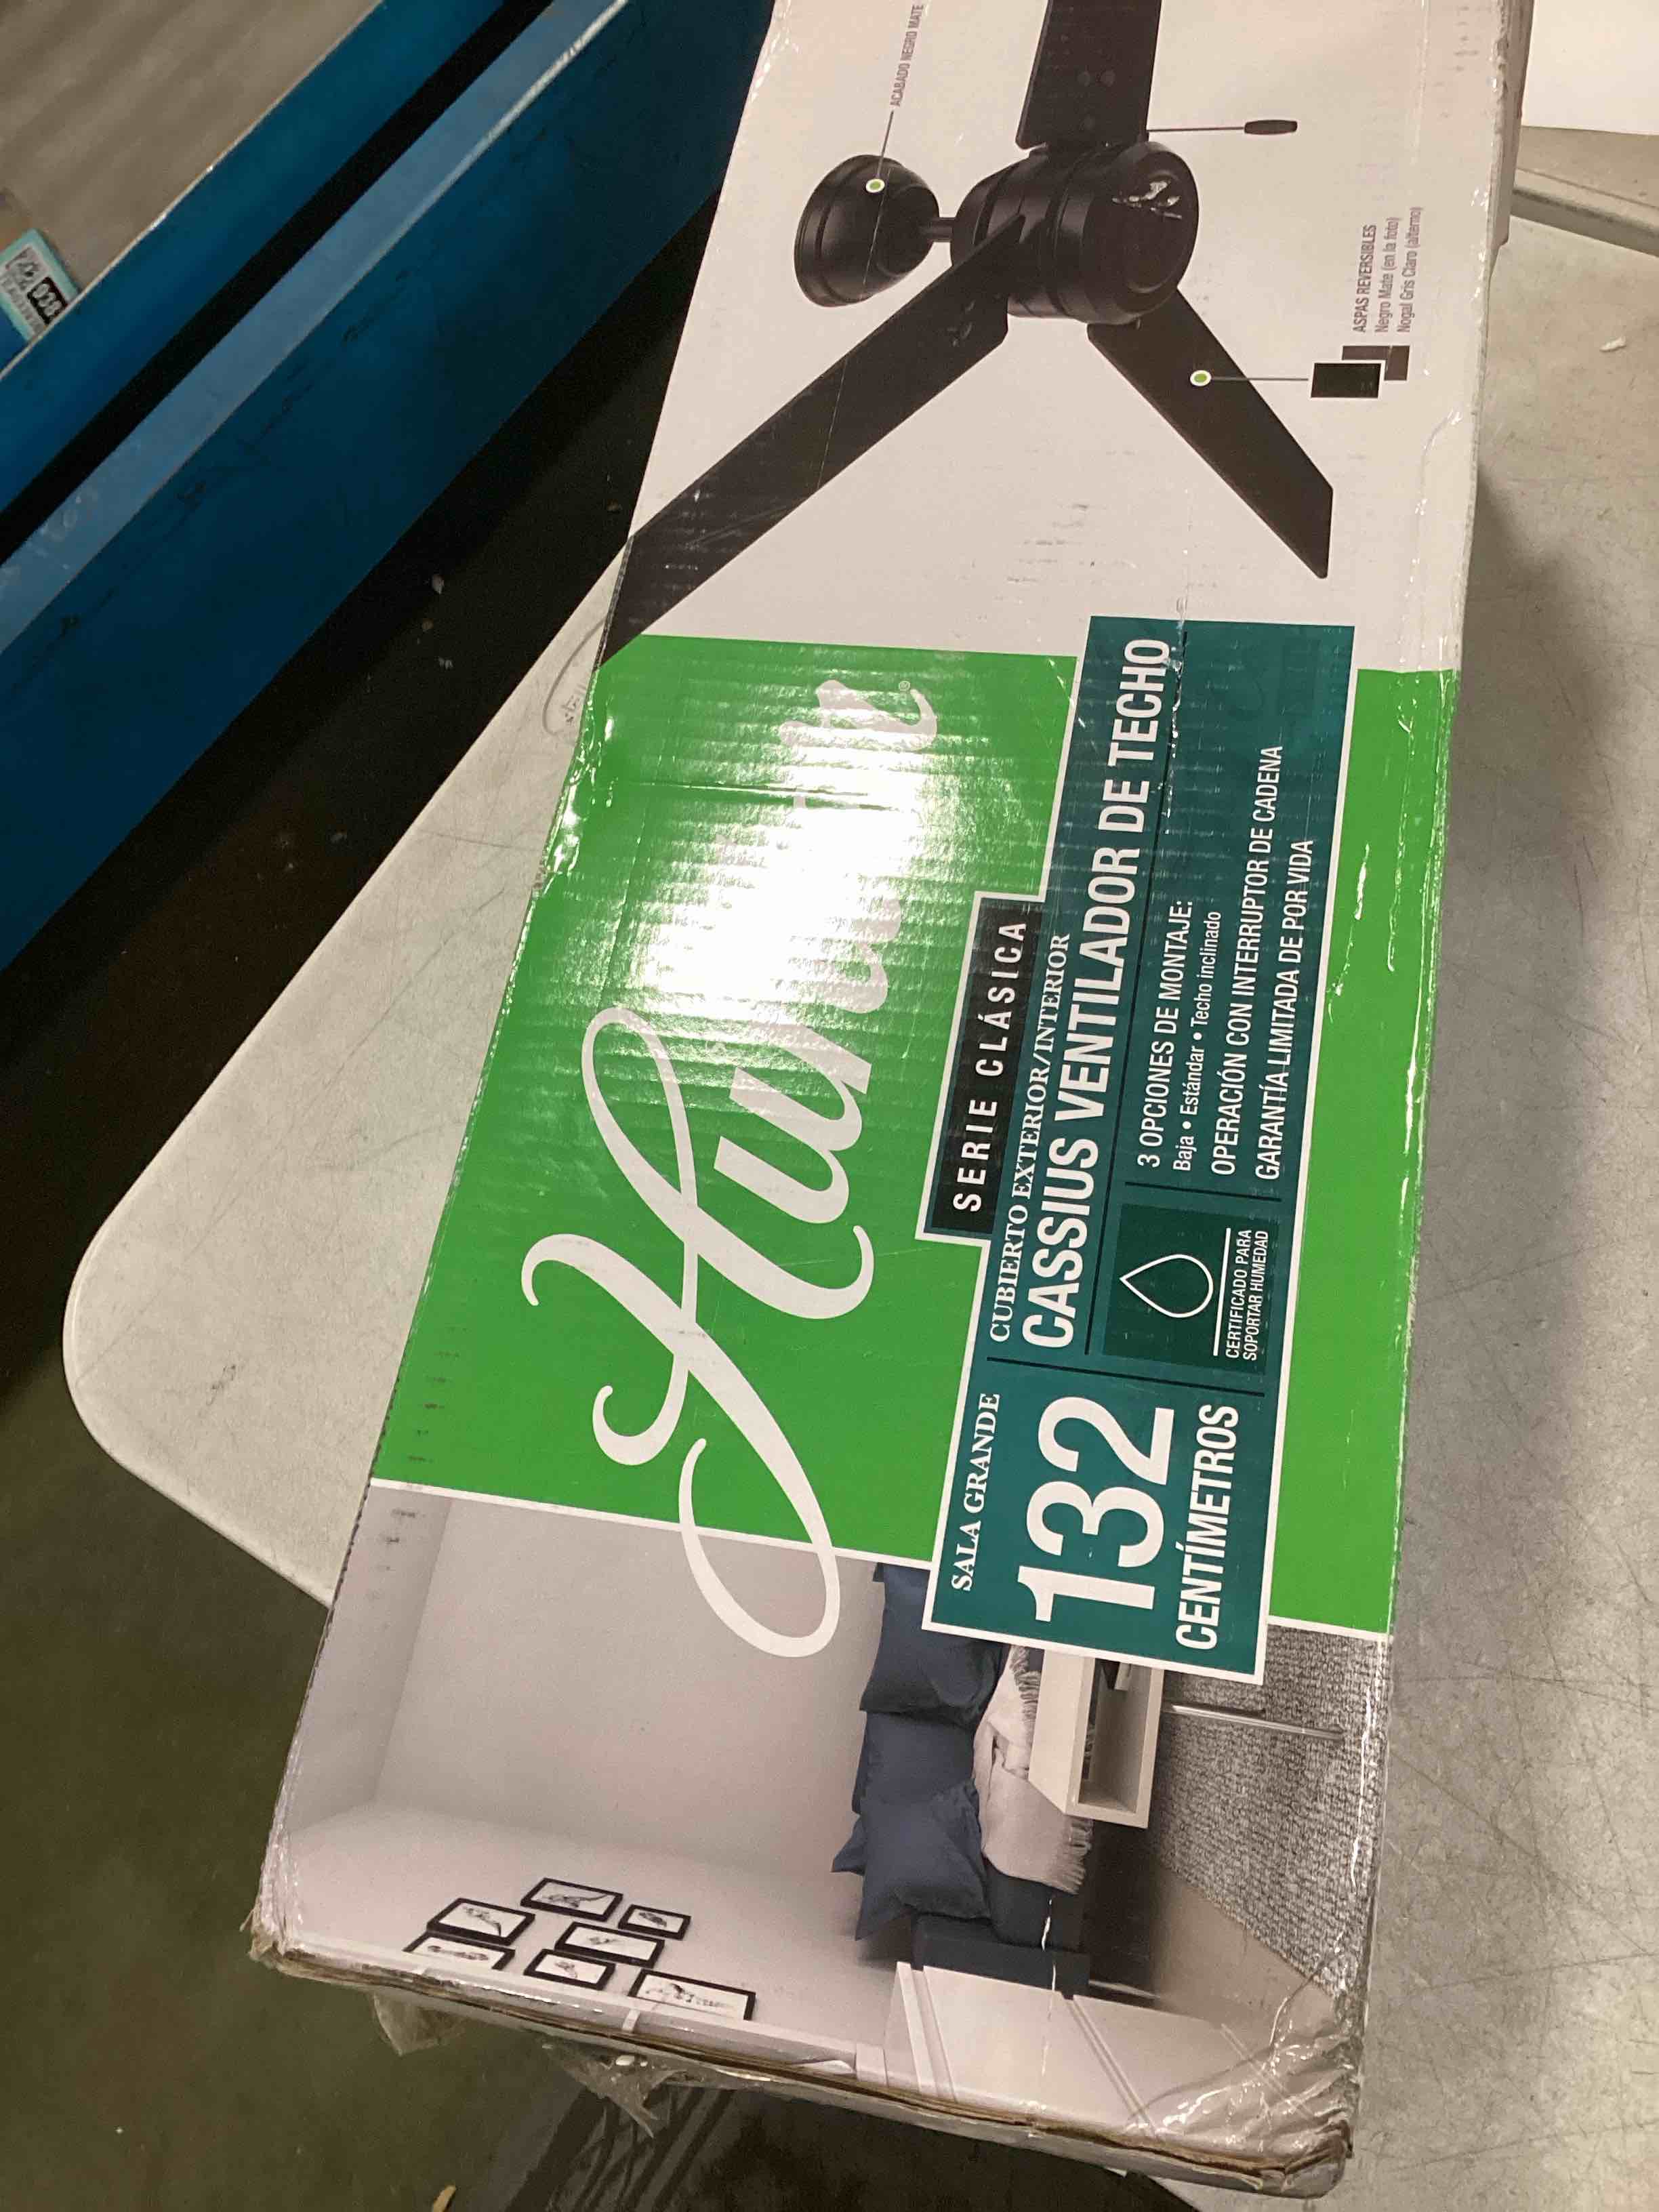 Hunter®
SERIE CLÁSICA
SALA GRANDE
132
CENTÍMETROS
CUBIERTO EXTERIOR/INTERIOR
CASSIUS VENTILADOR DE TECHO
CERTIFICADO PARA
SOPORTAR HUMEDAD
3 OPCIONES DE MONTAJE:
Baja • Estándar • Techo inclinado
OPERACIÓN CON INTERRUPTOR DE CADENA
GARANTÍA LIMITADA DE POR VIDA
ACABADO NEGRO MATE
ASPAS REVERSIBLES
Negro Mate (en la foto)
Nogal Gris Claro (alterno)